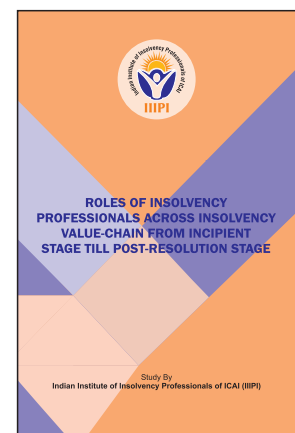 Indian Institute of Insolvency Professionals of ICAI
IIIPI
ROLES OF INSOLVENCY
PROFESSIONALS ACROSS INSOLVENCY
VALUE-CHAIN FROM INCIPIENT
STAGE TILL POST-RESOLUTION STAGE
Study By
Indian Institute of Insolvency Professionals of ICAI (IIIPI)